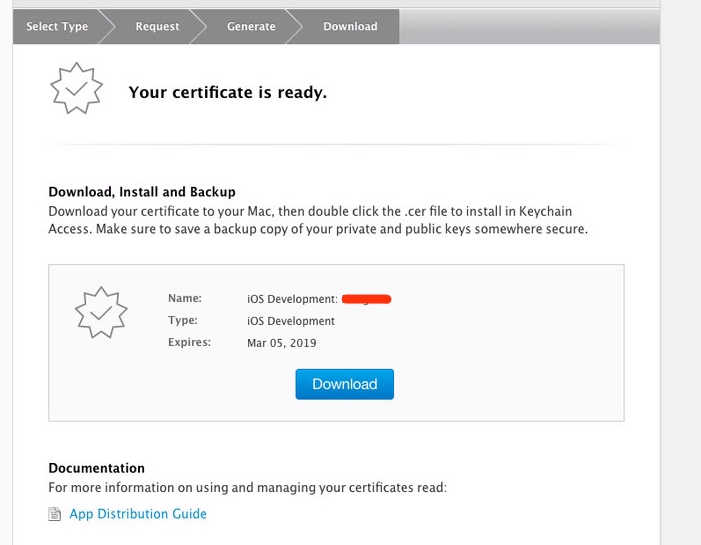 Select Type Request Generate Download
Your certificate is ready.
Download, Install and Backup
Download your certificate to your Mac, then double click the .cer file to install in Keychain
Access. Make sure to save a backup copy of your private and public keys somewhere secure.
Name: iOS Development:
Type: iOS Development
Expires: Mar 05, 2019
Download
Documentation
For more information on using and managing your certificates read:
App Distribution Guide